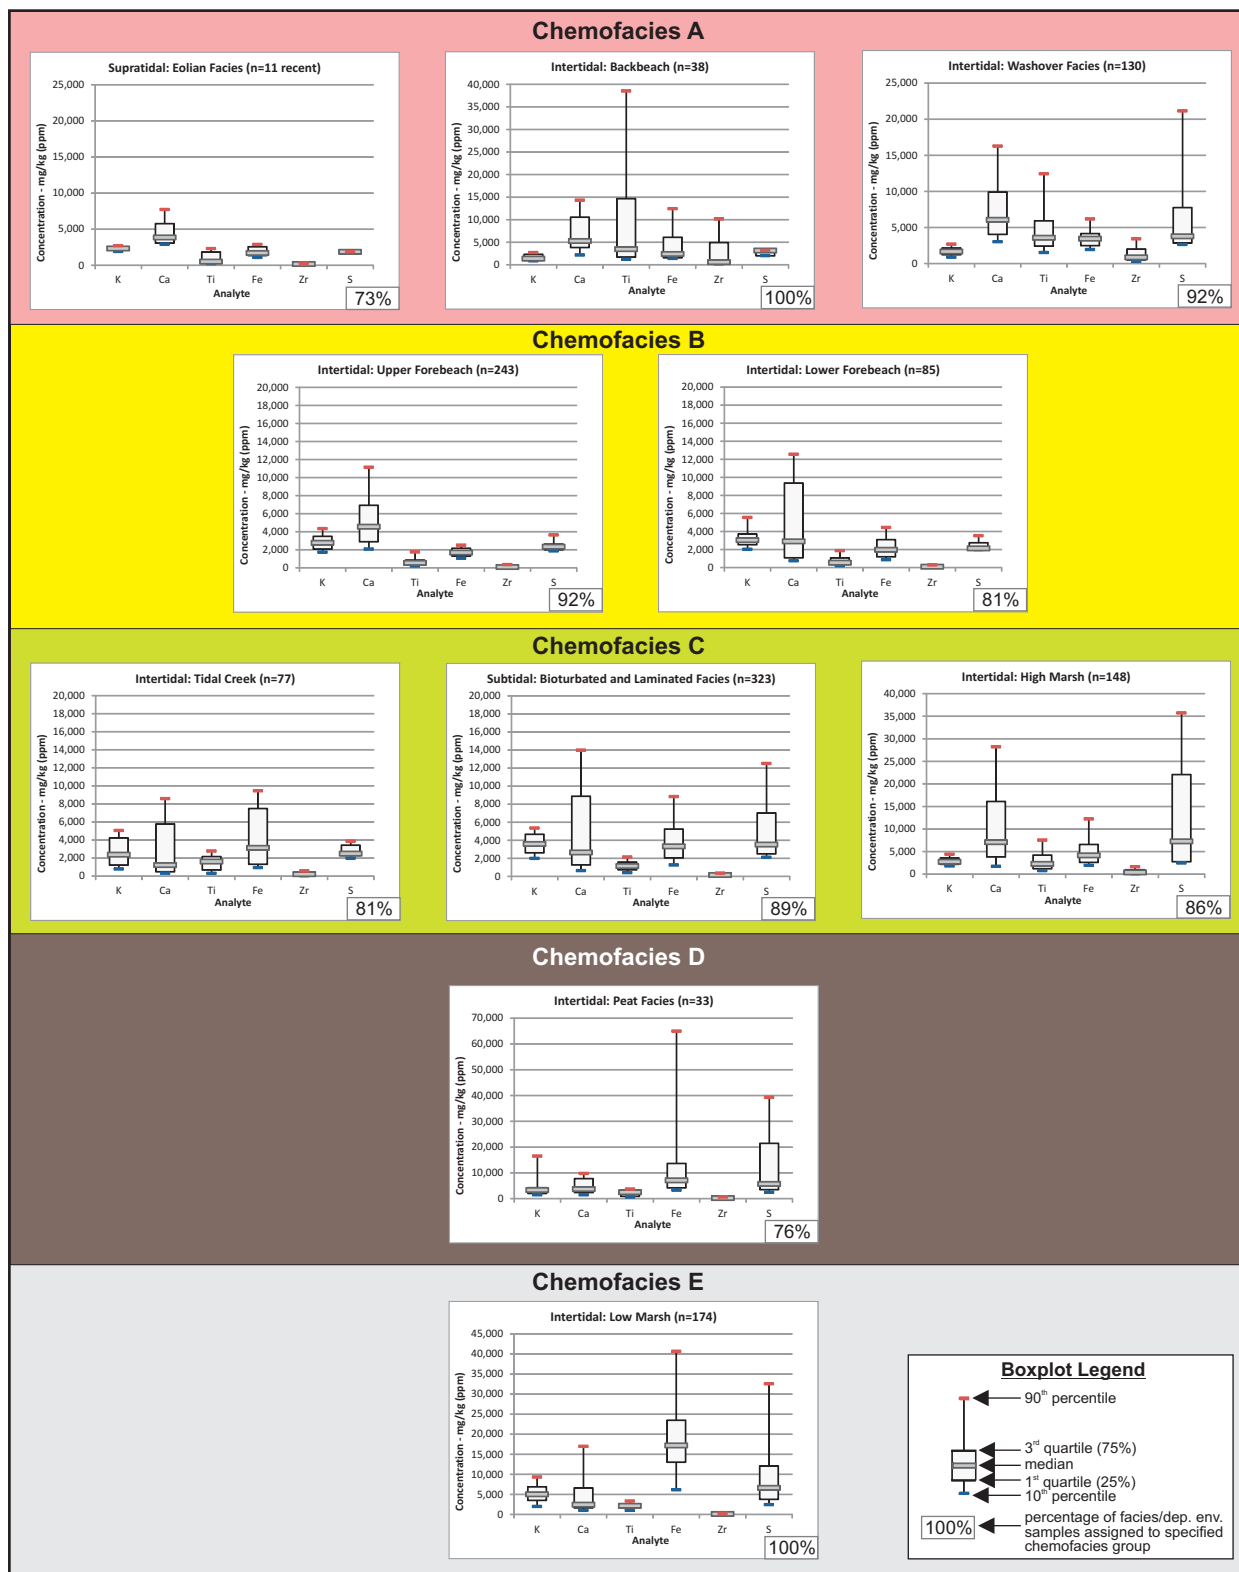 Chemofacies A
Supratidal: Eolian Facies (n=11 recent)
Concentration - mg/kg (ppm)
25,000
20,000
15,000
10,000
5,000
0
K Ca Ti Fe Zr S
Analyte
73%
Intertidal: Backbeach (n=38)
Concentration - mg/kg (ppm)
40,000
35,000
30,000
25,000
20,000
15,000
10,000
5,000
0
K Ca Ti Fe Zr S
Analyte
100%
Intertidal: Washover Facies (n=130)
Concentration - mg/kg (ppm)
25,000
20,000
15,000
10,000
5,000
0
K Ca Ti Fe Zr S
Analyte
92%
Chemofacies B
Intertidal: Upper Forebeach (n=243)
Concentration - mg/kg (ppm)
20,000
18,000
16,000
14,000
12,000
10,000
8,000
6,000
4,000
2,000
0
K Ca Ti Fe Zr S
Analyte
92%
Intertidal: Lower Forebeach (n=85)
Concentration - mg/kg (ppm)
20,000
18,000
16,000
14,000
12,000
10,000
8,000
6,000
4,000
2,000
0
K Ca Ti Fe Zr S
Analyte
81%
Chemofacies C
Intertidal: Tidal Creek (n=77)
Concentration - mg/kg (ppm)
20,000
18,000
16,000
14,000
12,000
10,000
8,000
6,000
4,000
2,000
0
K Ca Ti Fe Zr S
Analyte
81%
Subtidal: Bioturbated and Laminated Facies (n=323)
Concentration - mg/kg (ppm)
20,000
18,000
16,000
14,000
12,000
10,000
8,000
6,000
4,000
2,000
0
K Ca Ti Fe Zr S
Analyte
89%
Intertidal: High Marsh (n=148)
Concentration - mg/kg (ppm)
40,000
35,000
30,000
25,000
20,000
15,000
10,000
5,000
0
K Ca Ti Fe Zr S
Analyte
86%
Chemofacies D
Intertidal: Peat Facies (n=33)
Concentration - mg/kg (ppm)
70,000
60,000
50,000
40,000
30,000
20,000
10,000
0
K Ca Ti Fe Zr S
Analyte
76%
Chemofacies E
Intertidal: Low Marsh (n=174)
Concentration - mg/kg (ppm)
45,000
40,000
35,000
30,000
25,000
20,000
15,000
10,000
5,000
0
K Ca Ti Fe Zr S
Analyte
100%
Boxplot Legend
90th percentile
3rd quartile (75%)
median
1st quartile (25%)
10th percentile
100%
percentage of facies/dep. env.
samples assigned to specified
chemofacies group